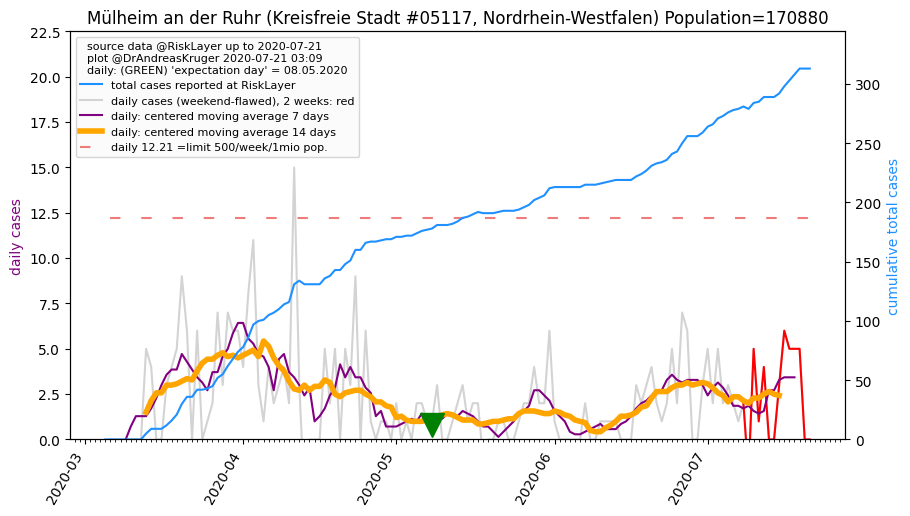 Mülheim an der Ruhr (Kreisfreie Stadt #05117, Nordrhein-Westfalen) Population=170880
source data @RiskLayer up to 2020-07-21
plot @DrAndreasKruger 2020-07-21 03:09
daily: (GREEN) 'expectation day' = 08.05.2020
total cases reported at RiskLayer
daily cases (weekend-flawed), 2 weeks: red
daily: centered moving average 7 days
daily: centered moving average 14 days
daily 12.21 =limit 500/week/1mio pop.
daily cases
22.5
20.0
17.5
15.0
12.5
10.0
7.5
5.0
2.5
0.0
300
250
200
150
100
50
0
cumulative total cases
2020-03
2020-04
2020-05
2020-06
2020-07